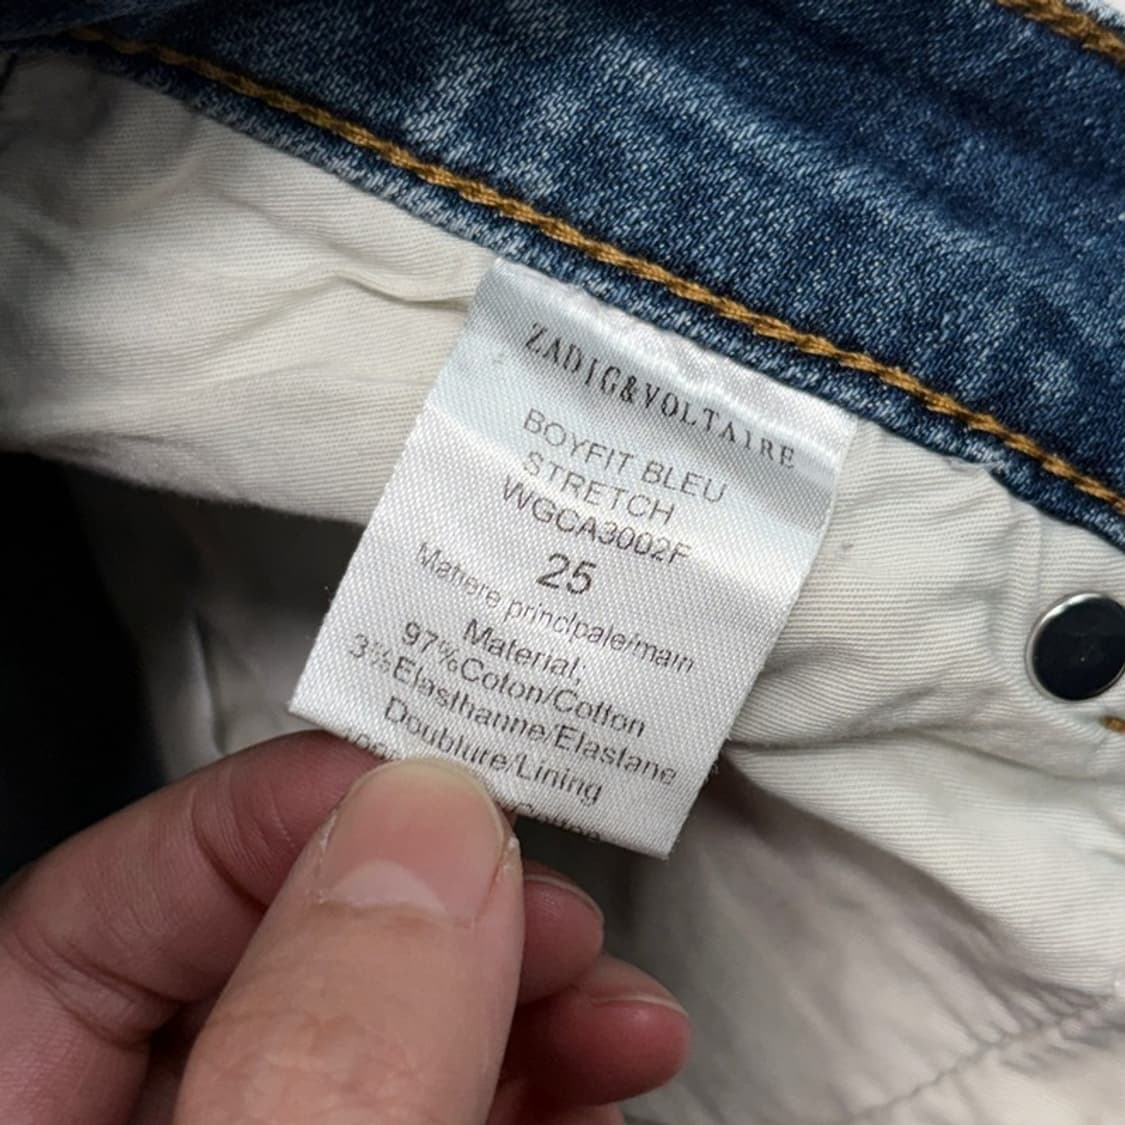 ZADIG&VOLTAIRE
BOYFIT BLEU
STRETCH
WGCA3002F
25
Matiere principale/main
Material,
97%Coton/Cotton
3%Elasthanne/Elastane
Doublure/Lining